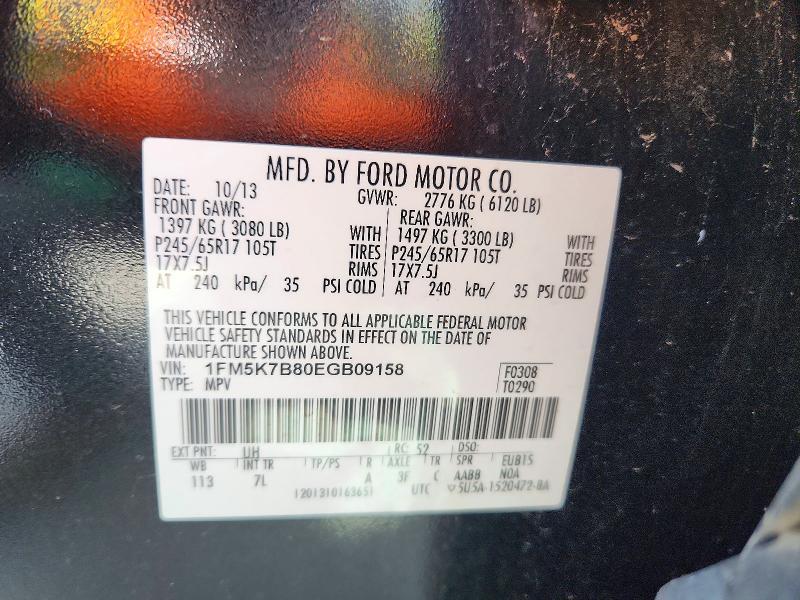 MFD. BY FORD MOTOR CO.
DATE: 10/13 GVWR: 2776 KG ( 6120 LB)
FRONT GAWR: REAR GAWR:
1397 KG ( 3080 LB) WITH 1497 KG ( 3300 LB) WITH
P245/65R17 105T TIRES P245/65R17 105T TIRES
17X7.5J RIMS 17X7.5J RIMS
AT 240 kPa/ 35 PSI COLD AT 240 kPa/ 35 PSI COLD
THIS VEHICLE CONFORMS TO ALL APPLICABLE FEDERAL MOTOR
VEHICLE SAFETY STANDARDS IN EFFECT ON THE DATE OF
MANUFACTURE SHOWN ABOVE.
VIN: 1FM5K7B80EGB09158 F0308
TYPE: MPV T0290
EXT PNT: UH RC: 52 DSO:
WB INT TR TP/PS R AXLE TR SPR EUB15
113 7L A 3F C AABB NOA
12013101636S1 UTC 5U5A-1520472-BA